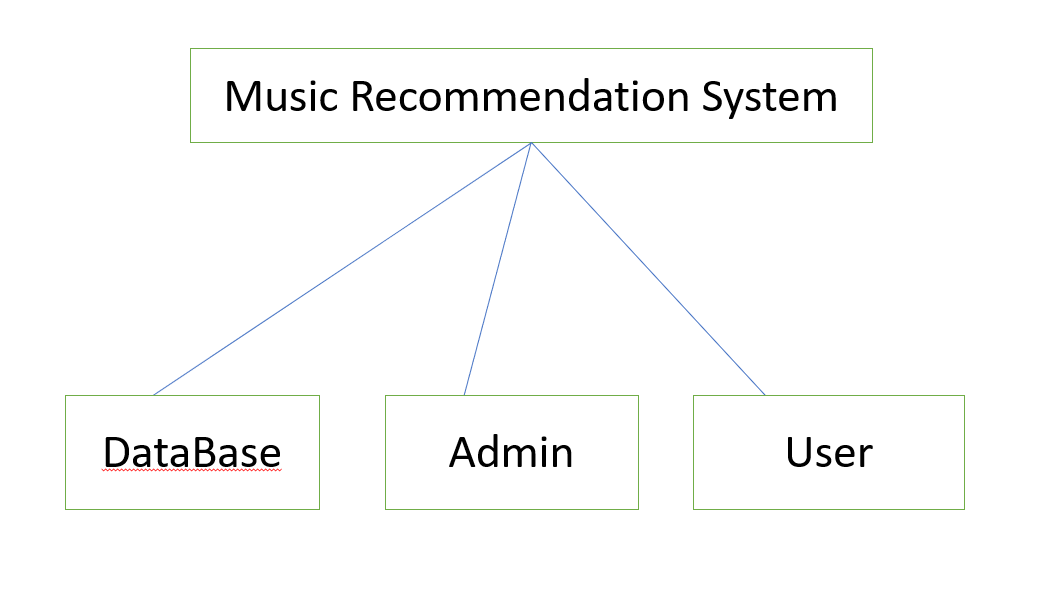 Music Recommendation System
DataBase
Admin
User